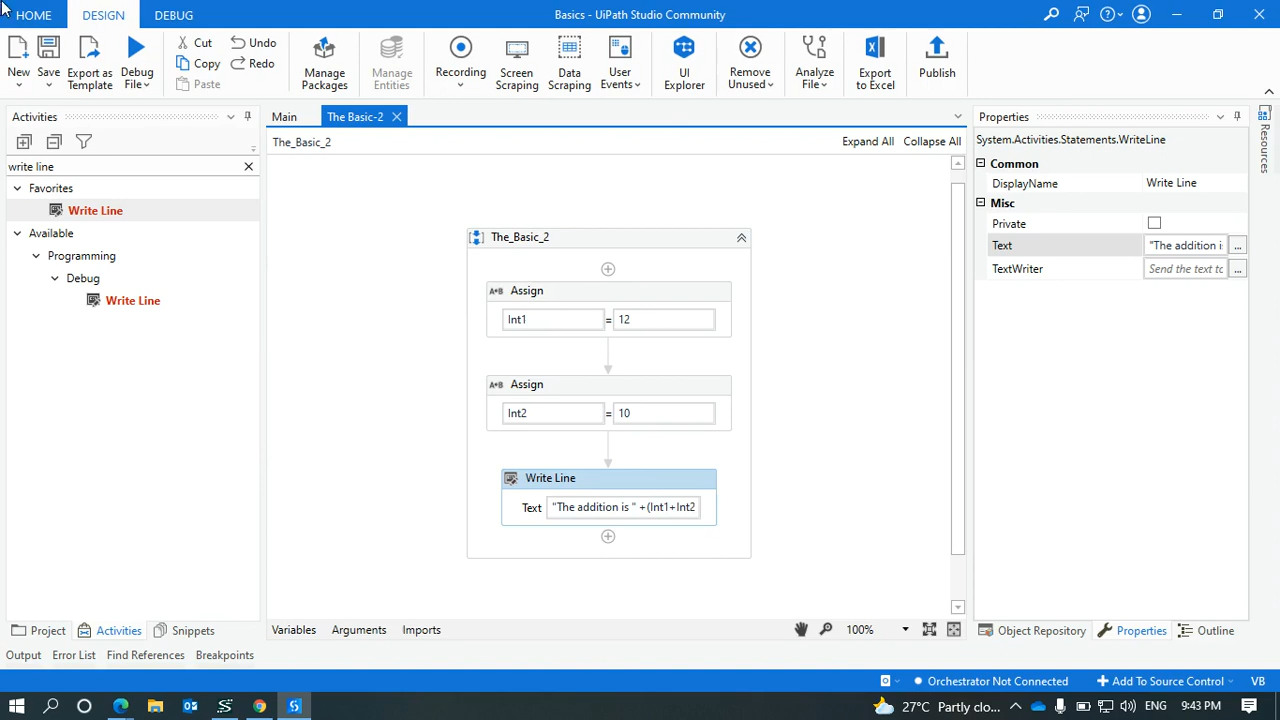 HOME DESIGN DEBUG Basics - UiPath Studio Community
New Save Export as Template Debug File Cut Copy Paste Undo Redo Manage Packages Manage Entities Recording Screen Scraping Data Scraping User Events UI Explorer Remove Unused Analyze File Export to Excel Publish
Activities
write line
Favorites
Write Line
Available
Programming
Debug
Write Line
Main The Basic-2
The_Basic_2 Expand All Collapse All
The_Basic_2
A+B Assign
Int1 = 12
A+B Assign
Int2 = 10
Write Line
Text "The addition is " +(Int1+Int2
Properties
System.Activities.Statements.WriteLine
Common
DisplayName Write Line
Misc
Private
Text "The addition i ...
TextWriter Send the text to ...
Resources
Project Activities Snippets
Variables Arguments Imports 100%
Object Repository Properties Outline
Output Error List Find References Breakpoints
Orchestrator Not Connected Add To Source Control VB
27°C Partly clo... ENG 9:43 PM